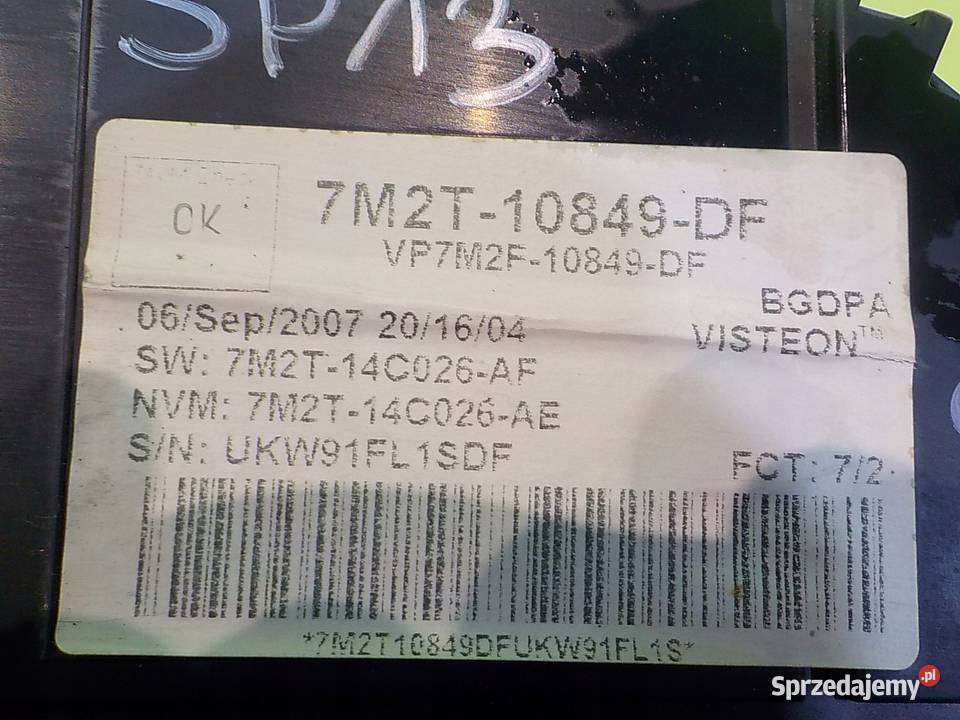 SP13
OK
7M2T-10849-DF
VP7M2F-10849-DF
BGDPA
VISTEON™
06/Sep/2007 20/16/04
SW: 7M2T-14C026-AF
NVM: 7M2T-14C026-AE
S/N: UKW91FL1SDF
FCT: 7/2
*7M2T10849DFUKW91FL1S*
Sprzedajemy.pl